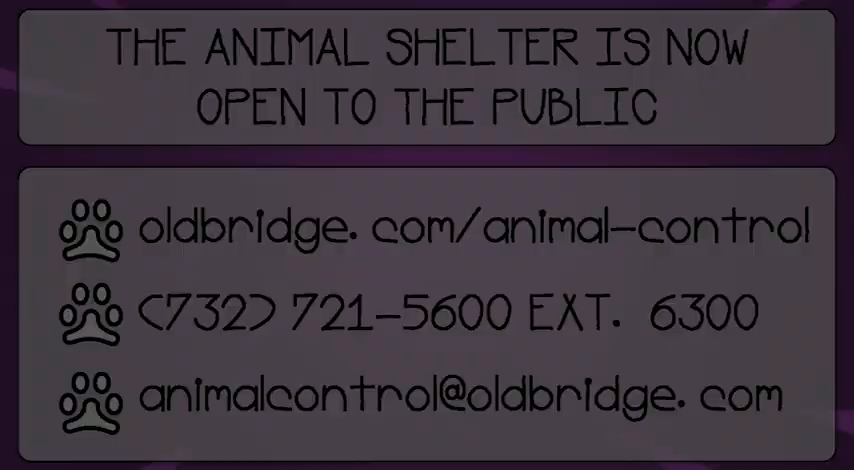 THE ANIMAL SHELTER IS NOW
OPEN TO THE PUBLIC
oldbridge. com/animal-control
(732) 721-5600 EXT. 6300
animalcontrol@oldbridge. com